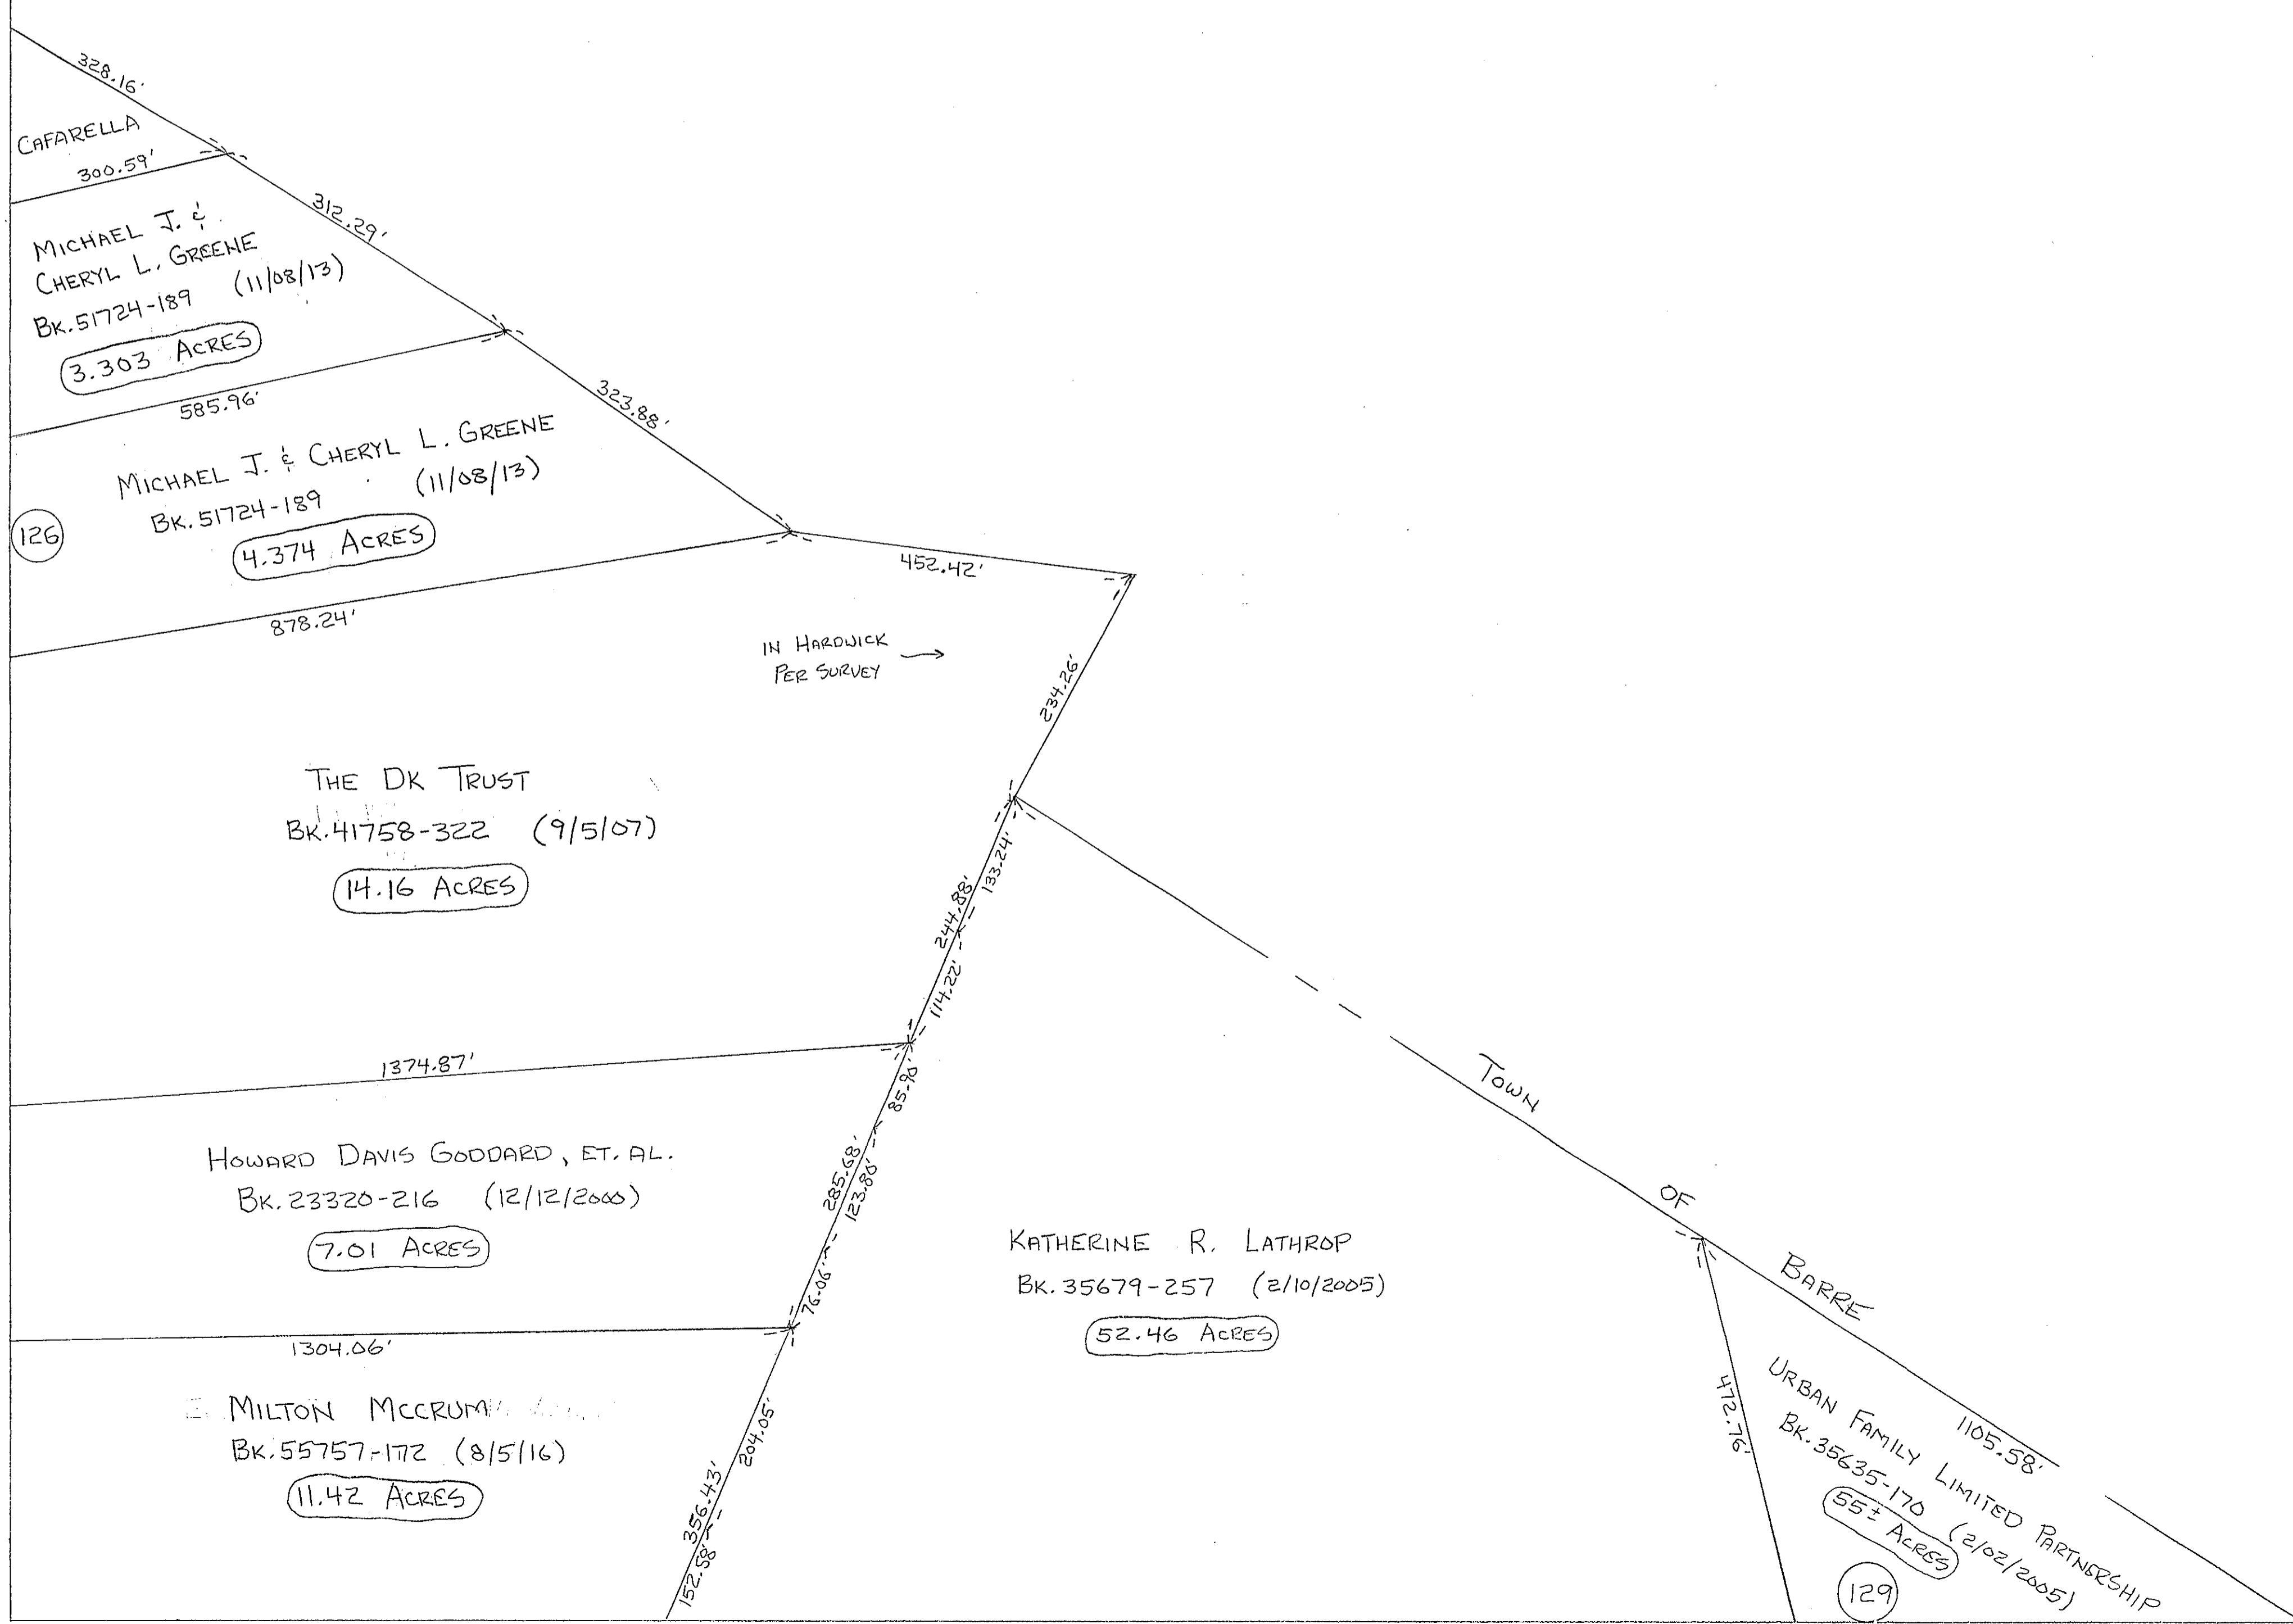 328.16'
CAFARELLA
300.59'
312.29'
MICHAEL J. &
CHERYL L. GREENE
BK. 51724-189 (11/08/13)
3.303 ACRES
585.96'
323.88'
MICHAEL J. & CHERYL L. GREENE
BK. 51724-189 (11/08/13)
4.374 ACRES
126
878.24'
452.42'
IN HARDWICK
PER SURVEY
234.26'
THE DK TRUST
BK. 41758-322 (9/5/07)
14.16 ACRES
133.24'
244.88'
114.22'
1374.87'
85.90'
HOWARD DAVIS GODDARD, ET. AL.
BK. 23320-216 (12/12/2000)
7.01 ACRES
285.68'
123.80'
76.06'
1304.06'
MILTON MCCRUM
BK. 55757-172 (8/5/16)
11.42 ACRES
204.05'
356.43'
152.58'
KATHERINE R. LATHROP
BK. 35679-257 (2/10/2005)
52.46 ACRES
TOWN OF BARRE
472.76'
1105.58'
URBAN FAMILY LIMITED PARTNERSHIP
BK. 35635-170 (2/02/2005)
55± ACRES
129